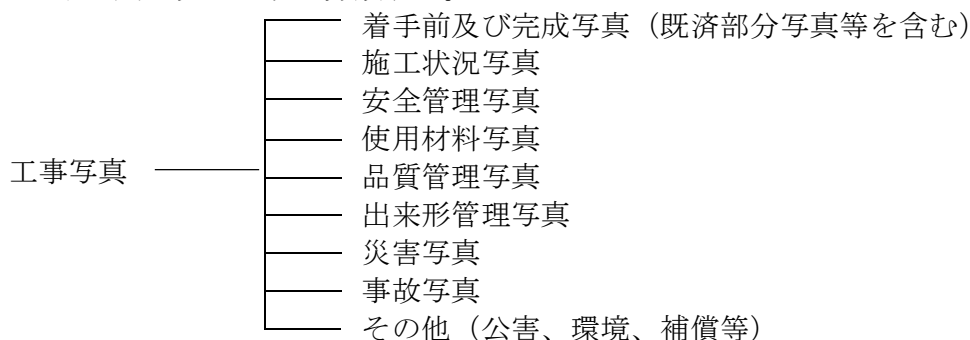 着手前及び完成写真（既済部分写真等を含む）
施工状況写真
安全管理写真
使用材料写真
工事写真
品質管理写真
出来形管理写真
災害写真
事故写真
その他（公害、環境、補償等）